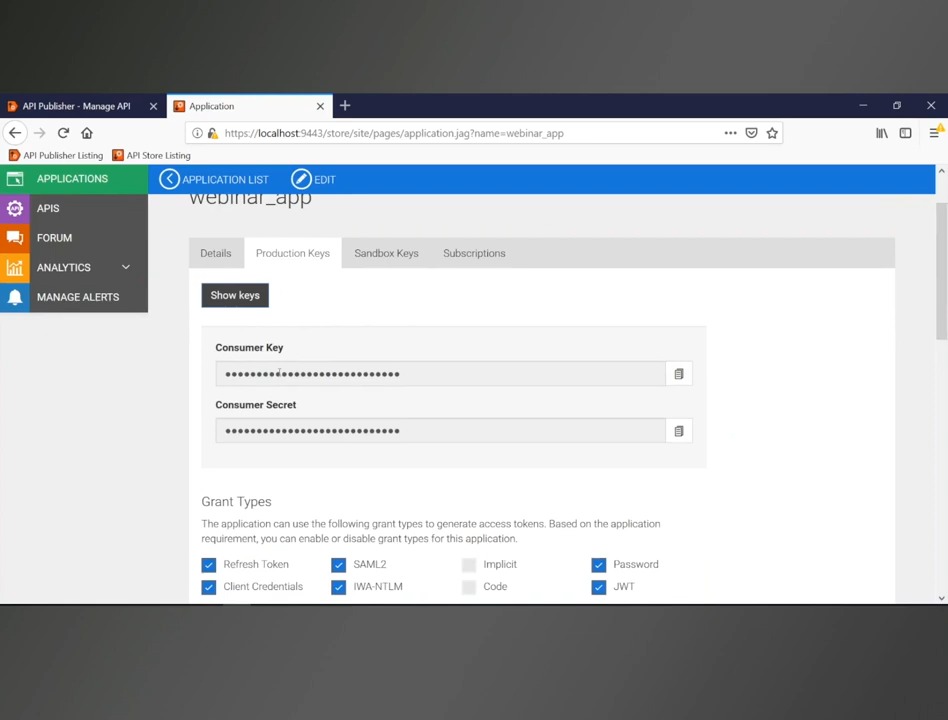 API Publisher - Manage API
Application
https://localhost:9443/store/site/pages/application.jag?name=webinar_app
API Publisher Listing
API Store Listing
APPLICATIONS
APPLICATION LIST
EDIT
APIS
FORUM
ANALYTICS
MANAGE ALERTS
webinar_app
Details
Production Keys
Sandbox Keys
Subscriptions
Show keys
Consumer Key
Consumer Secret
Grant Types
The application can use the following grant types to generate access tokens. Based on the application
requirement, you can enable or disable grant types for this application.
Refresh Token
SAML2
Implicit
Password
Client Credentials
IWA-NTLM
Code
JWT